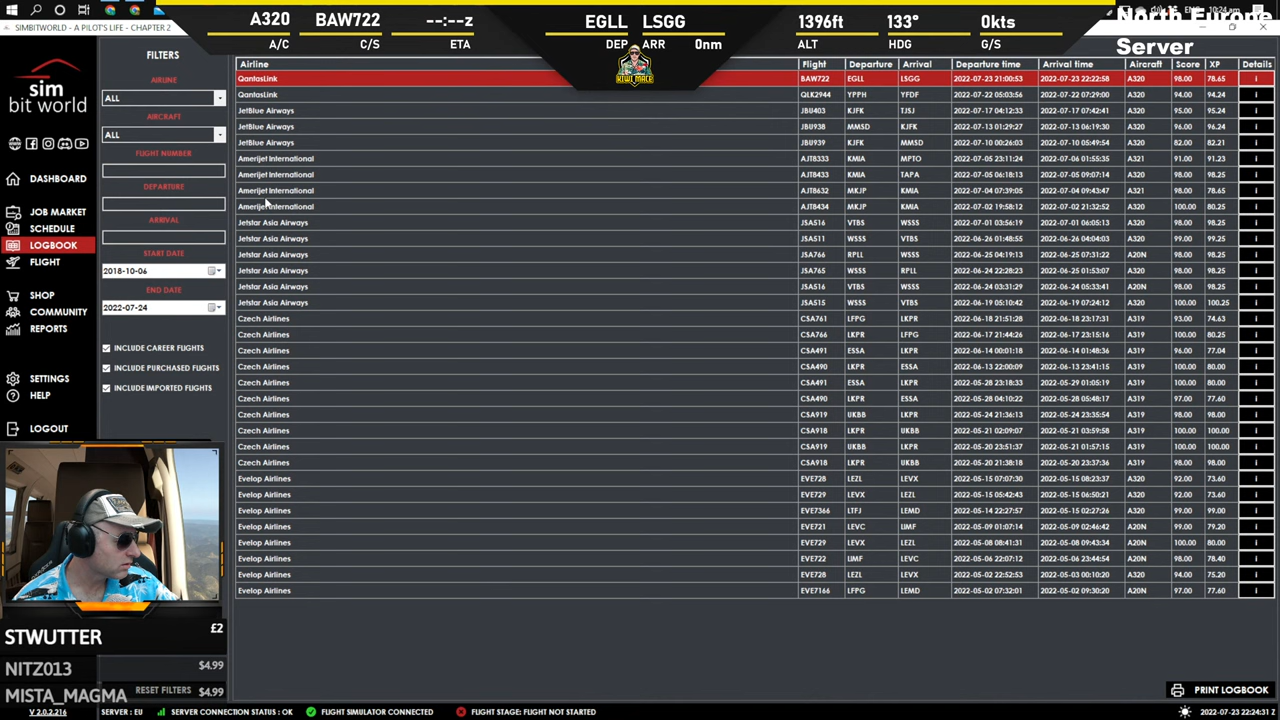 SIMBITWORLD - A PILOT'S LIFE - CHAPTER 2
A320 BAW722 --:--z EGLL LSGG 1396ft 133° 0kts
A/C C/S ETA DEP ARR 0nm ALT HDG G/S
North Europe
Server
KIWI MACE
sim
bit world
DASHBOARD
JOB MARKET
SCHEDULE
LOGBOOK
FLIGHT
SHOP
COMMUNITY
REPORTS
SETTINGS
HELP
LOGOUT
FILTERS
AIRLINE
ALL
AIRCRAFT
ALL
FLIGHT NUMBER
DEPARTURE
ARRIVAL
START DATE
2018-10-06
END DATE
2022-07-24
INCLUDE CAREER FLIGHTS
INCLUDE PURCHASED FLIGHTS
INCLUDE IMPORTED FLIGHTS
Airline Flight Departure Arrival Departure time Arrival time Aircraft Score XP Details
QantasLink BAW722 EGLL LSGG 2022-07-23 21:00:53 2022-07-23 22:22:58 A320 98.00 78.65 i
QantasLink QLK2944 YPPH YFDF 2022-07-22 05:03:56 2022-07-22 07:29:00 A320 94.00 94.24 i
JetBlue Airways JBU403 KFJK TJSJ 2022-07-17 04:12:33 2022-07-17 07:42:41 A320 95.00 95.24 i
JetBlue Airways JBU938 MMSD KJFK 2022-07-13 01:29:27 2022-07-13 06:19:30 A320 96.00 96.24 i
JetBlue Airways JBU939 KJFK MMSD 2022-07-10 01:26:03 2022-07-10 05:49:54 A320 82.00 82.21 i
Amerijet International AJT8333 KMIA MPTO 2022-07-05 23:11:24 2022-07-06 01:55:35 A321 91.00 91.23 i
Amerijet International AJT8433 KMIA TAPA 2022-07-05 06:18:13 2022-07-05 09:07:14 A321 98.00 98.25 i
Amerijet International AJT8632 MKJP KMIA 2022-07-04 07:39:05 2022-07-04 09:43:47 A321 98.00 78.65 i
Amerijet International AJT8434 MKJP KMIA 2022-07-02 19:58:12 2022-07-02 21:32:52 A321 100.00 80.25 i
Jetstar Asia Airways JSA516 VTBS WSSS 2022-07-01 03:56:19 2022-07-01 06:05:13 A320 98.00 98.25 i
Jetstar Asia Airways JSA511 WSSS VTBS 2022-06-26 01:48:55 2022-06-26 04:04:03 A320 99.00 99.25 i
Jetstar Asia Airways JSA766 RPLL WSSS 2022-06-25 04:19:13 2022-06-25 07:31:22 A20N 98.00 98.25 i
Jetstar Asia Airways JSA765 WSSS RPLL 2022-06-24 22:28:23 2022-06-25 01:53:07 A320 98.00 98.25 i
Jetstar Asia Airways JSA516 VTBS WSSS 2022-06-24 03:31:29 2022-06-24 05:33:41 A20N 98.00 98.25 i
Jetstar Asia Airways JSA515 WSSS VTBS 2022-06-19 05:10:42 2022-06-19 07:24:12 A320 100.00 100.25 i
Czech Airlines CSA761 LFPG LKPR 2022-06-18 21:51:28 2022-06-18 23:17:31 A319 93.00 74.63 i
Czech Airlines CSA766 LKPR LFPG 2022-06-17 21:44:26 2022-06-17 23:15:16 A320 100.00 80.25 i
Czech Airlines CSA491 ESSA LKPR 2022-06-14 00:01:18 2022-06-14 01:48:36 A319 96.00 77.04 i
Czech Airlines CSA490 LKPR ESSA 2022-06-13 22:00:09 2022-06-13 23:41:15 A319 100.00 80.00 i
Czech Airlines CSA491 ESSA LKPR 2022-05-28 23:18:33 2022-05-29 01:05:19 A319 100.00 80.00 i
Czech Airlines CSA490 LKPR ESSA 2022-05-28 04:10:22 2022-05-28 05:48:17 A319 97.00 77.60 i
Czech Airlines CSA919 UKBB LKPR 2022-05-24 21:36:13 2022-05-24 23:35:54 A319 98.00 98.00 i
Czech Airlines CSA918 LKPR UKBB 2022-05-21 02:09:07 2022-05-21 03:59:58 A319 100.00 100.00 i
Czech Airlines CSA919 UKBB LKPR 2022-05-20 23:51:37 2022-05-21 01:57:15 A319 100.00 100.00 i
Czech Airlines CSA918 LKPR UKBB 2022-05-20 21:38:18 2022-05-20 23:37:36 A319 98.00 98.00 i
Evelop Airlines EVE728 LEZL LEVX 2022-05-15 07:07:30 2022-05-15 08:23:37 A320 92.00 73.60 i
Evelop Airlines EVE729 LEVX LEZL 2022-05-15 05:42:43 2022-05-15 06:50:21 A320 92.00 73.60 i
Evelop Airlines EVE7366 LTFJ LEMD 2022-05-14 22:27:57 2022-05-15 02:27:26 A320 99.00 99.00 i
Evelop Airlines EVE721 LEVC LIMF 2022-05-09 01:07:14 2022-05-09 02:46:42 A20N 99.00 79.20 i
Evelop Airlines EVE729 LEVX LEZL 2022-05-08 08:41:31 2022-05-08 09:43:34 A20N 100.00 80.00 i
Evelop Airlines EVE722 LIMF LEVC 2022-05-06 22:07:12 2022-05-06 23:44:54 A20N 98.00 78.40 i
Evelop Airlines EVE728 LEZL LEVX 2022-05-02 22:52:53 2022-05-03 00:10:20 A320 94.00 75.20 i
Evelop Airlines EVE7166 LFPG LEMD 2022-05-02 07:32:01 2022-05-02 09:30:20 A20N 97.00 77.60 i
STWUTTER £2
NITZ013 $4.99
MISTA_MAGMA $4.99
RESET FILTERS
PRINT LOGBOOK
V 2.0.2.216
SERVER : EU
SERVER CONNECTION STATUS : OK
FLIGHT SIMULATOR CONNECTED
FLIGHT STAGE: FLIGHT NOT STARTED
2022-07-23 22:24:31 Z